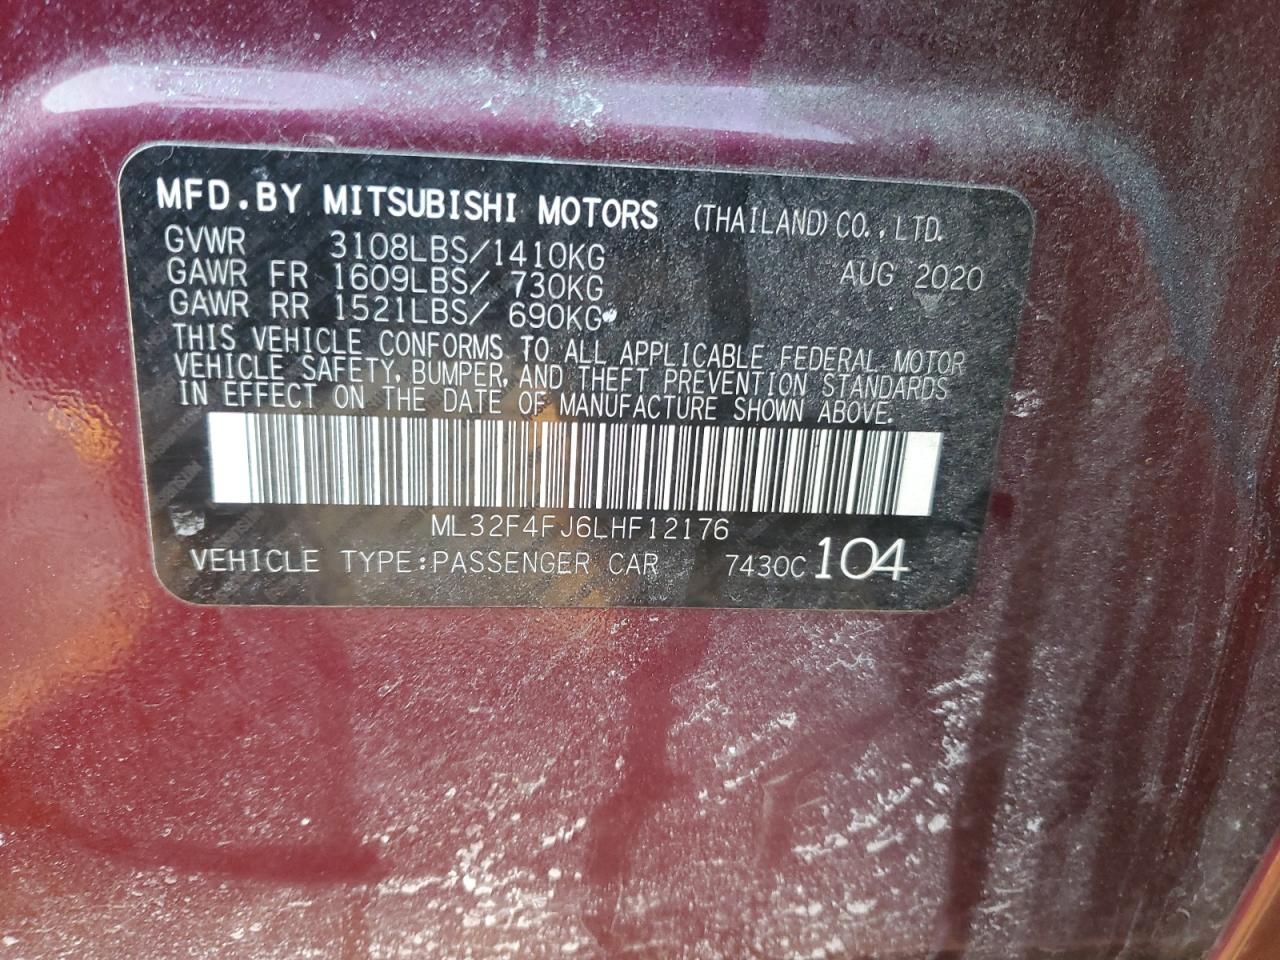 MFD.BY MITSUBISHI MOTORS (THAILAND)CO.,LTD.
GVWR 3108LBS/1410KG
GAWR FR 1609LBS/ 730KG AUG 2020
GAWR RR 1521LBS/ 690KG
THIS VEHICLE CONFORMS TO ALL APPLICABLE FEDERAL MOTOR
VEHICLE SAFETY, BUMPER, AND THEFT PREVENTION STANDARDS
IN EFFECT ON THE DATE OF MANUFACTURE SHOWN ABOVE.
ML32F4FJ6LHF12176
VEHICLE TYPE:PASSENGER CAR 7430C 104